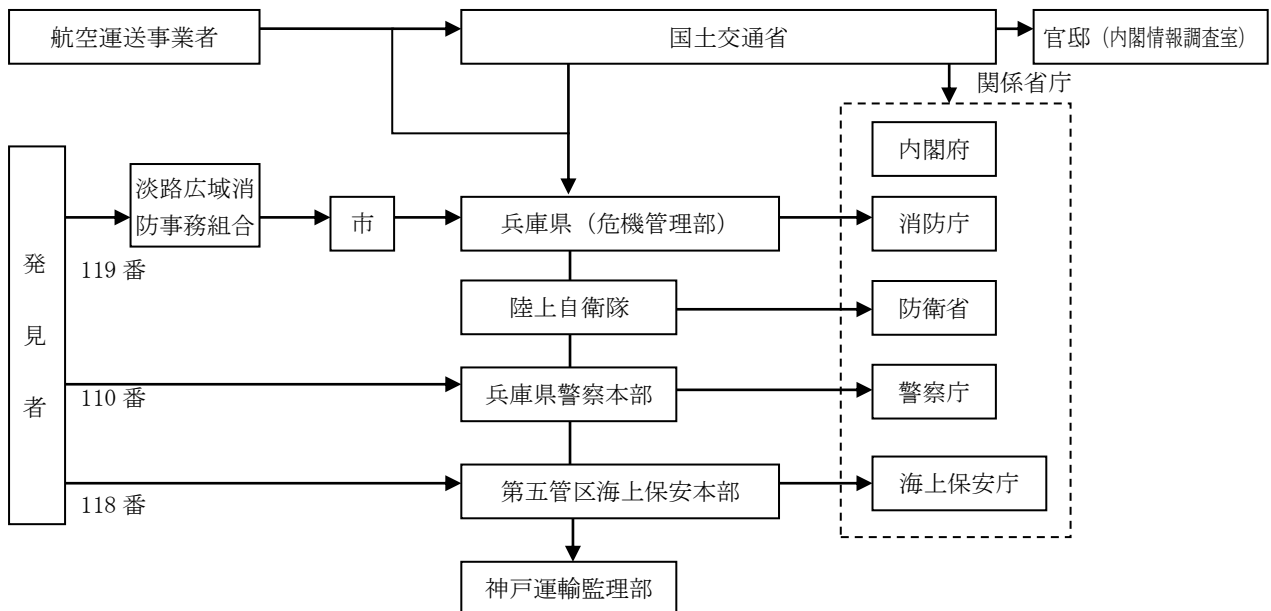 航空運送事業者
国土交通省
官邸（内閣情報調査室）
関係省庁
内閣府
淡路広域消
防事務組合
市
兵庫県（危機管理部）
消防庁
発
見
者
119 番
陸上自衛隊
防衛省
110 番
兵庫県警察本部
警察庁
118 番
第五管区海上保安本部
海上保安庁
神戸運輸監理部